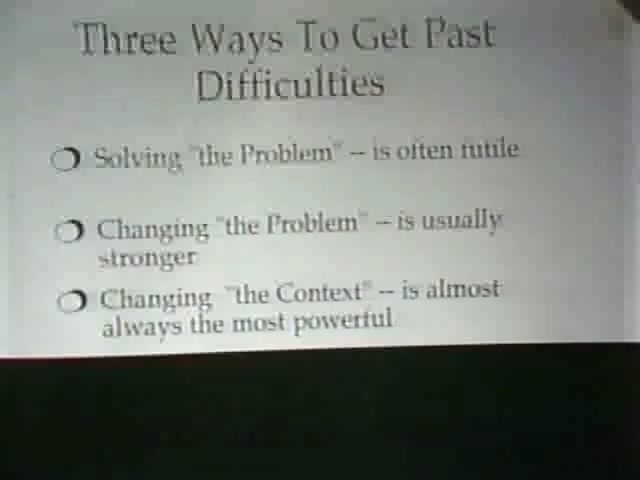 Three Ways To Get Past
Difficulties
Solving "the Problem" – is often futile
Changing "the Problem" – is usually
stronger
Changing "the Context" – is almost
always the most powerful